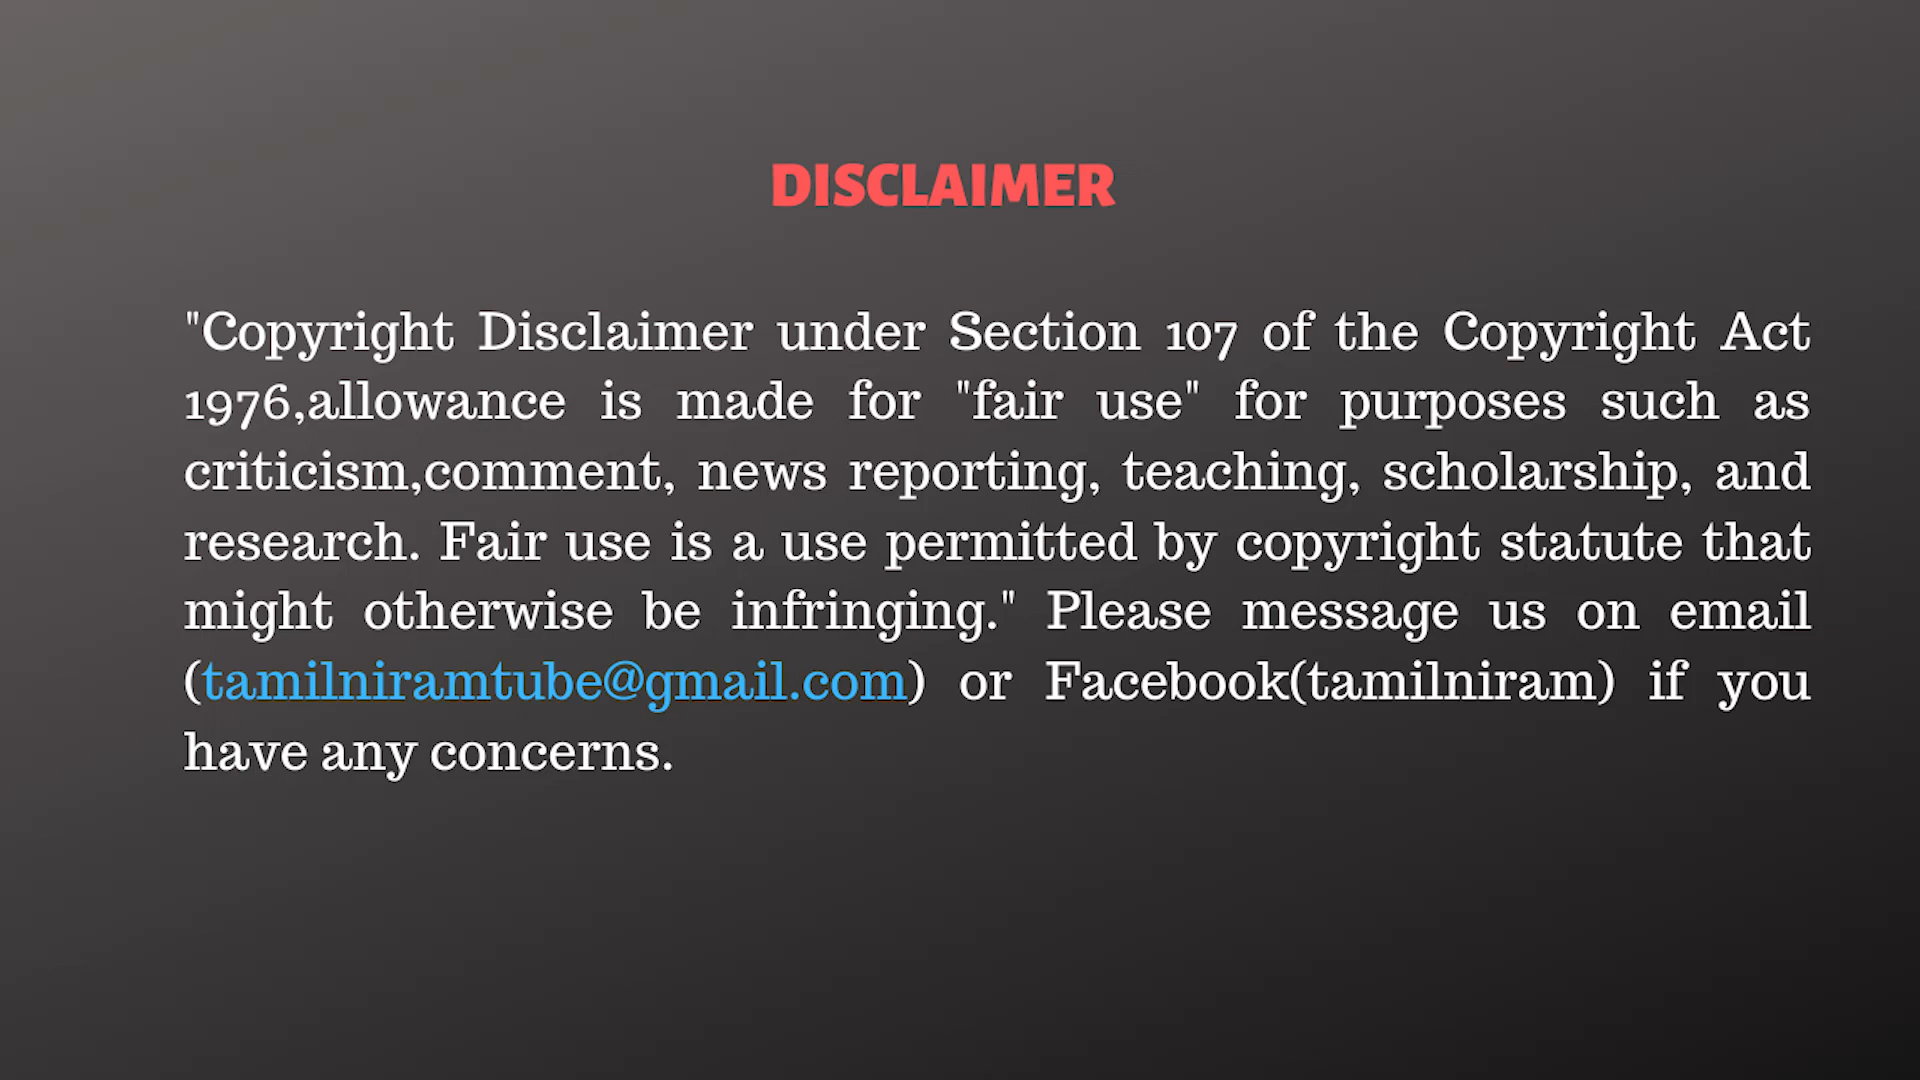 DISCLAIMER
"Copyright Disclaimer under Section 107 of the Copyright Act
1976,allowance is made for "fair use" for purposes such as
criticism,comment, news reporting, teaching, scholarship, and
research. Fair use is a use permitted by copyright statute that
might otherwise be infringing." Please message us on email
(tamilniramtube@gmail.com) or Facebook(tamilniram) if you
have any concerns.